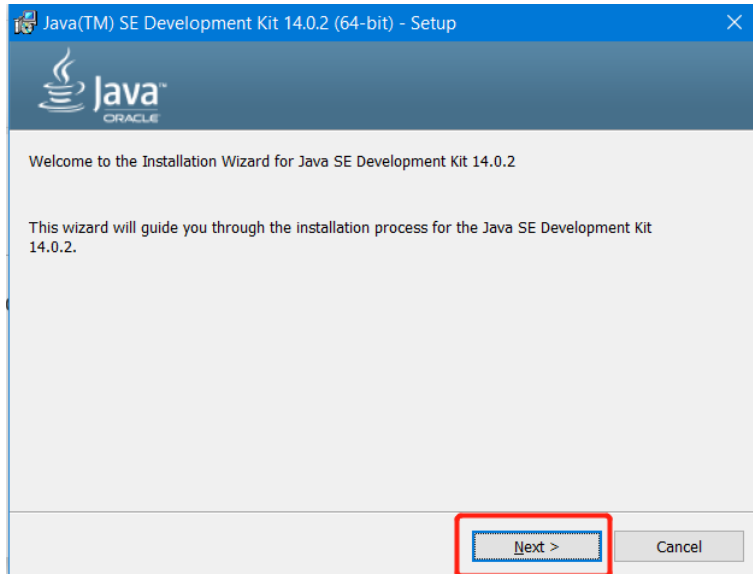 Java(TM) SE Development Kit 14.0.2 (64-bit) - Setup
Java™
ORACLE
Welcome to the Installation Wizard for Java SE Development Kit 14.0.2
This wizard will guide you through the installation process for the Java SE Development Kit
14.0.2.
Next >
Cancel